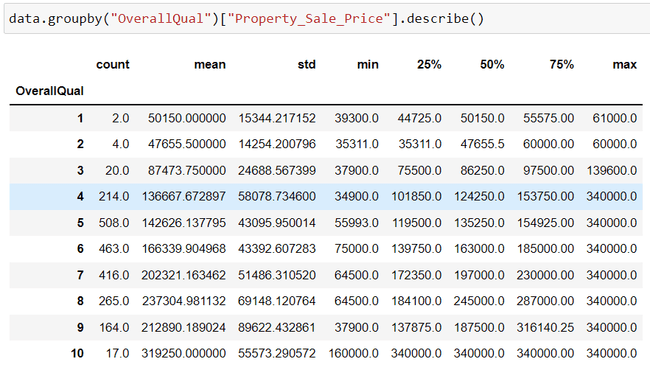 data.groupby("OverallQual")["Property_Sale_Price"].describe()
count mean std min 25% 50% 75% max
OverallQual
1 2.0 50150.000000 15344.217152 39300.0 44725.0 50150.0 55575.00 61000.0
2 4.0 47655.500000 14254.200796 35311.0 35311.0 47655.5 60000.00 60000.0
3 20.0 87473.750000 24688.567399 37900.0 75500.0 86250.0 97500.00 139600.0
4 214.0 136667.672897 58078.734600 34900.0 101850.0 124250.0 153750.00 340000.0
5 508.0 142626.137795 43095.950014 55993.0 119500.0 135250.0 154925.00 340000.0
6 463.0 166339.904968 43392.607283 75000.0 139750.0 163000.0 185000.00 340000.0
7 416.0 202321.163462 51486.310520 64500.0 172350.0 197000.0 230000.00 340000.0
8 265.0 237304.981132 69148.120764 64500.0 184100.0 245000.0 287000.00 340000.0
9 164.0 212890.189024 89622.432861 37900.0 137875.0 187500.0 316140.25 340000.0
10 17.0 319250.000000 55573.290572 160000.0 340000.0 340000.0 340000.00 340000.0